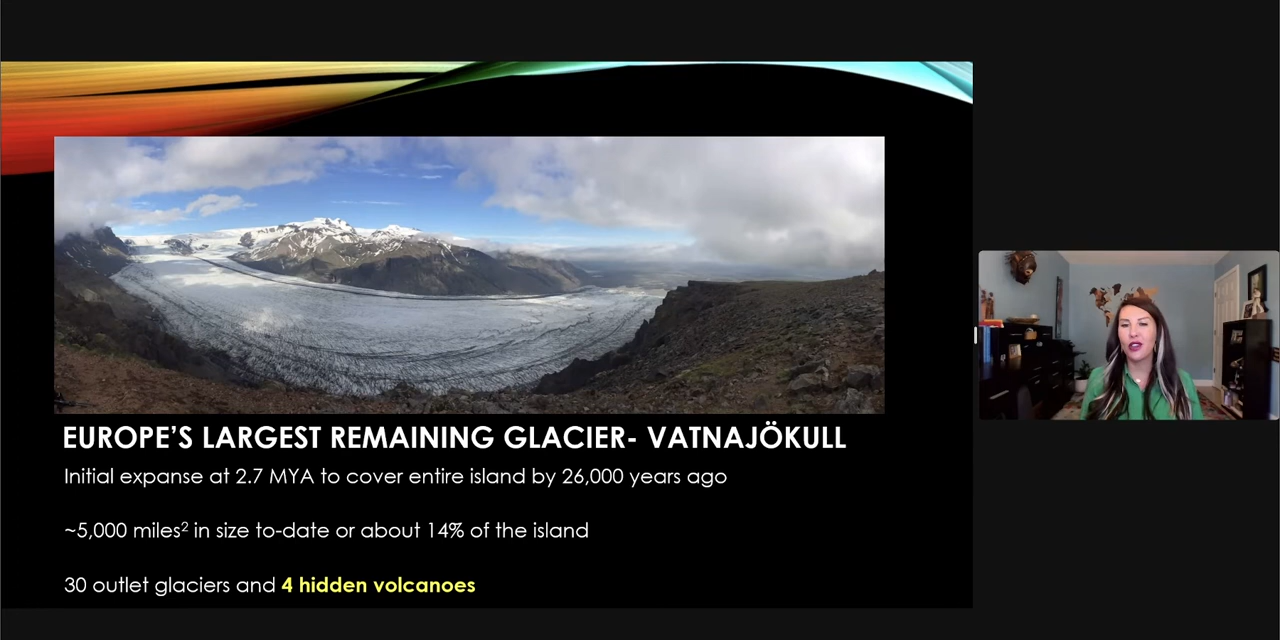 EUROPE'S LARGEST REMAINING GLACIER- VATNAJÖKULL
Initial expanse at 2.7 MYA to cover entire island by 26,000 years ago
~5,000 miles² in size to-date or about 14% of the island
30 outlet glaciers and 4 hidden volcanoes